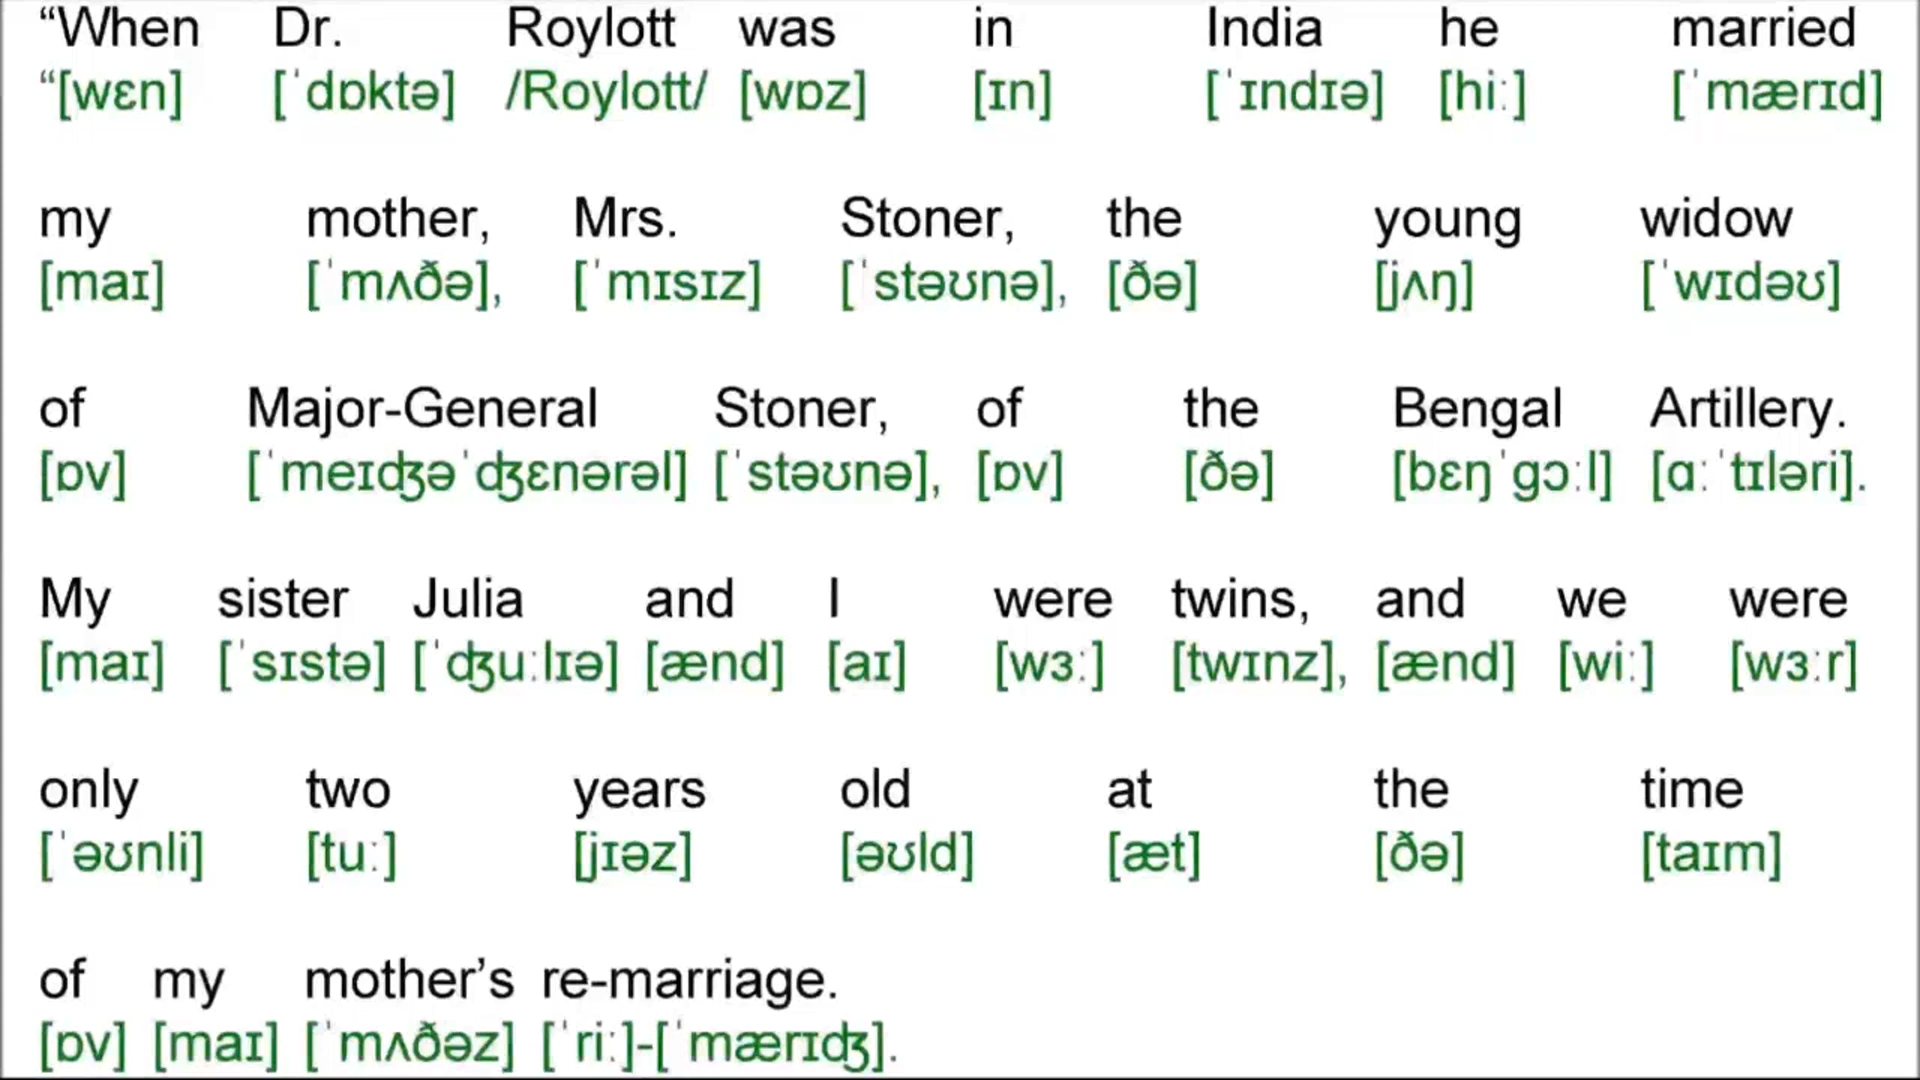 “When Dr. Roylott was in India he married
“[wɛn] [ˈdɒktə] /Roylott/ [wɒz] [ɪn] [ˈɪndɪə] [hiː] [ˈmærɪd]
my mother, Mrs. Stoner, the young widow
[maɪ] [ˈmʌðə], [ˈmɪsɪz] [ˈstəʊnə], [ðə] [jʌŋ] [ˈwɪdəʊ]
of Major-General Stoner, of the Bengal Artillery.
[ɒv] [ˈmeɪʤəˈʤɛnərəl] [ˈstəʊnə], [ɒv] [ðə] [bɛŋˈgɔːl] [ɑːˈtɪləri].
My sister Julia and I were twins, and we were
[maɪ] [ˈsɪstə] [ˈʤuːlɪə] [ænd] [aɪ] [wɜː] [twɪnz], [ænd] [wiː] [wɜːr]
only two years old at the time
[ˈəʊnli] [tuː] [jɪəz] [əʊld] [æt] [ðə] [taɪm]
of my mother’s re-marriage.
[ɒv] [maɪ] [ˈmʌðəz] [ˈriː]-[ˈmærɪʤ].